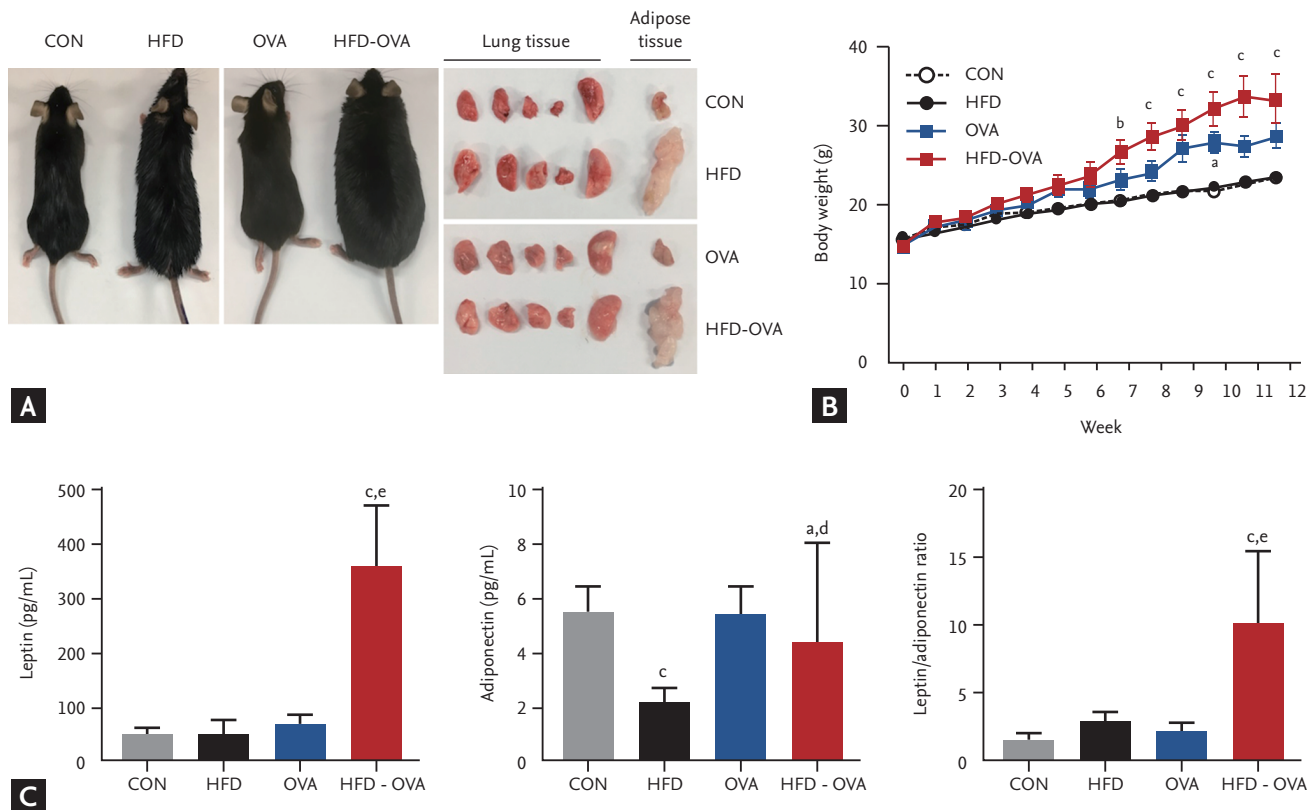 CON HFD OVA HFD-OVA
Lung tissue
Adipose
tissue
CON
HFD
OVA
HFD-OVA
A
Body weight (g)
40
30
20
10
0
CON
HFD
OVA
HFD-OVA
b c c c c c
a
0 1 2 3 4 5 6 7 8 9 10 11 12
Week
B
Leptin (pg/mL)
500
400
300
200
100
0
c,e
CON HFD OVA HFD - OVA
Adiponectin (pg/mL)
10
8
6
4
2
0
c
a,d
CON HFD OVA HFD - OVA
Leptin/adiponectin ratio
20
15
10
5
0
c,e
CON HFD OVA HFD - OVA
C